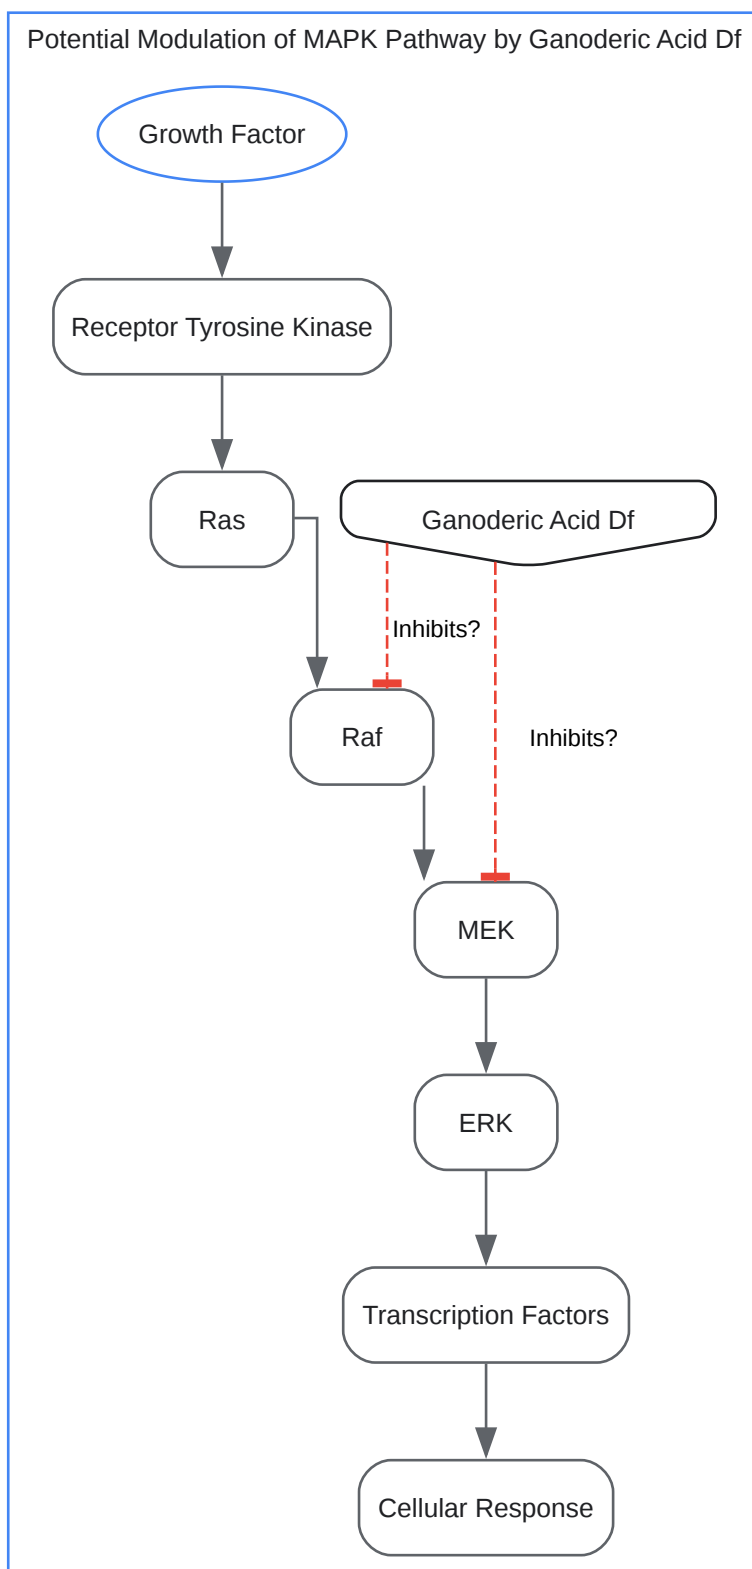 Potential Modulation of MAPK Pathway by Ganoderic Acid Df
Growth Factor
Receptor Tyrosine Kinase
Ras
Ganoderic Acid Df
Inhibits?
Raf
Inhibits?
MEK
ERK
Transcription Factors
Cellular Response